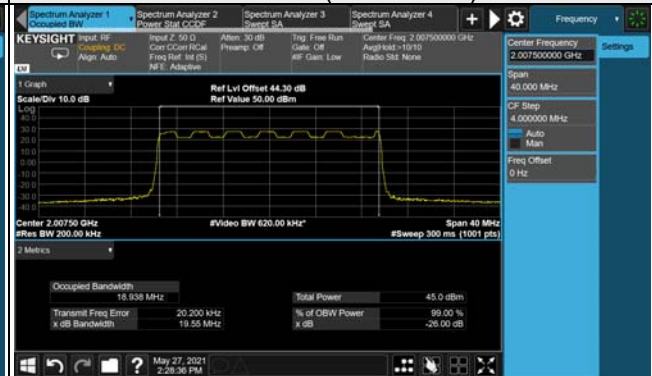 Spectrum Analyzer 1
Occupied BW
Spectrum Analyzer 2
Power Stat CCDF
Spectrum Analyzer 3
Swept SA
Spectrum Analyzer 4
Swept SA
Frequency
KEYSIGHT
Input: RF
Coupling: DC
Align: Auto
Input Z: 50 Ω
Corr CCorr RCal
Freq Ref: Int (S)
NFE: Adaptive
Atten: 30 dB
Preamp: Off
Trig: Free Run
Gate: Off
#IF Gain: Low
Center Freq: 2.007500000 GHz
Avg|Hold:>10/10
Radio Std: None
Center Frequency
2.007500000 GHz
Settings
Span
40.000 MHz
CF Step
4.000000 MHz
Auto
Man
Freq Offset
0 Hz
1 Graph
Scale/Div 10.0 dB
Ref Lvl Offset 44.30 dB
Ref Value 50.00 dBm
Log
40.0
30.0
20.0
10.0
0.00
-10.0
-20.0
-30.0
-40.0
Center 2.00750 GHz
#Res BW 200.00 kHz
#Video BW 620.00 kHz*
Span 40 MHz
#Sweep 300 ms (1001 pts)
2 Metrics
Occupied Bandwidth
18.938 MHz
Total Power
45.0 dBm
Transmit Freq Error
20.200 kHz
% of OBW Power
99.00 %
x dB Bandwidth
19.55 MHz
x dB
-26.00 dB
May 27, 2021
2:28:36 PM